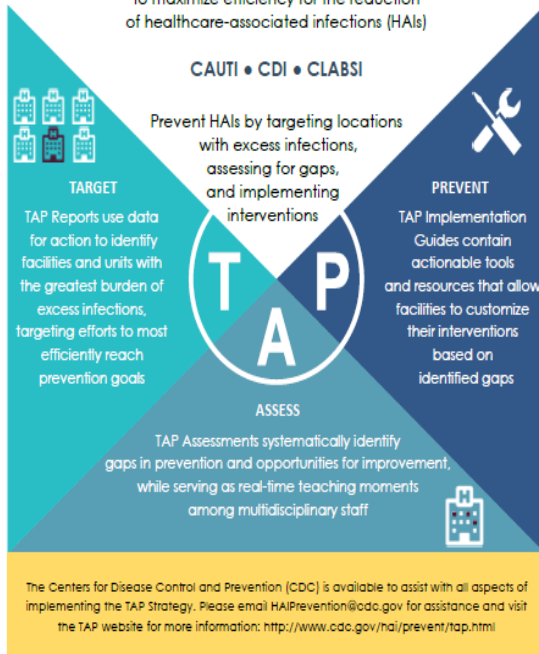 to maximize efficiency for the reduction
of healthcare-associated infections (HAIs)
CAUTI • CDI • CLABSI
Prevent HAIs by targeting locations
with excess infections,
assessing for gaps,
and implementing
interventions
TARGET
TAP Reports use data
for action to identify
facilities and units with
the greatest burden of
excess infections,
targeting efforts to most
efficiently reach
prevention goals
PREVENT
TAP Implementation
Guides contain
actionable tools
and resources that allow
facilities to customize
their interventions
based on
identified gaps
T
A
P
ASSESS
TAP Assessments systematically identify
gaps in prevention and opportunities for improvement,
while serving as real-time teaching moments
among multidisciplinary staff
H
H
H
H
H
H
H
The Centers for Disease Control and Prevention (CDC) is available to assist with all aspects of
implementing the TAP Strategy. Please email HAIPrevention@cdc.gov for assistance and visit
the TAP website for more information: http://www.cdc.gov/hai/prevent/tap.html